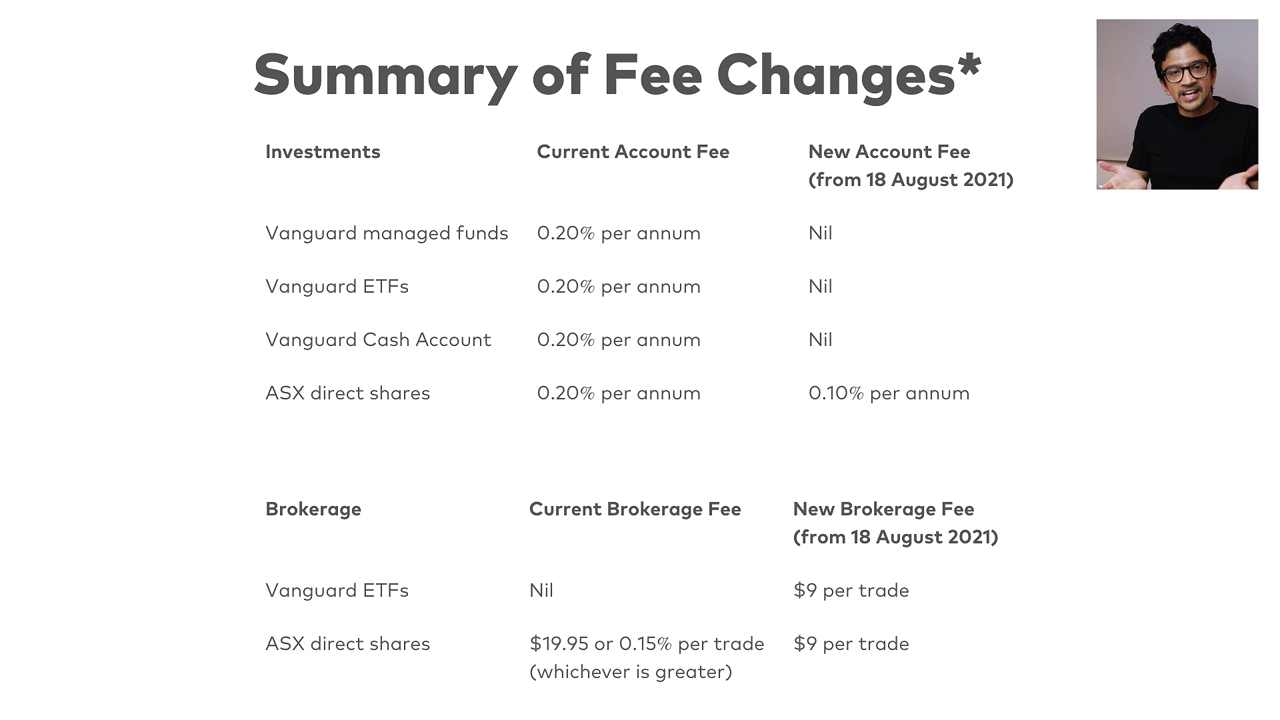 Summary of Fee Changes*
Investments Current Account Fee New Account Fee
(from 18 August 2021)
Vanguard managed funds 0.20% per annum Nil
Vanguard ETFs 0.20% per annum Nil
Vanguard Cash Account 0.20% per annum Nil
ASX direct shares 0.20% per annum 0.10% per annum
Brokerage Current Brokerage Fee New Brokerage Fee
(from 18 August 2021)
Vanguard ETFs Nil $9 per trade
ASX direct shares $19.95 or 0.15% per trade $9 per trade
(whichever is greater)